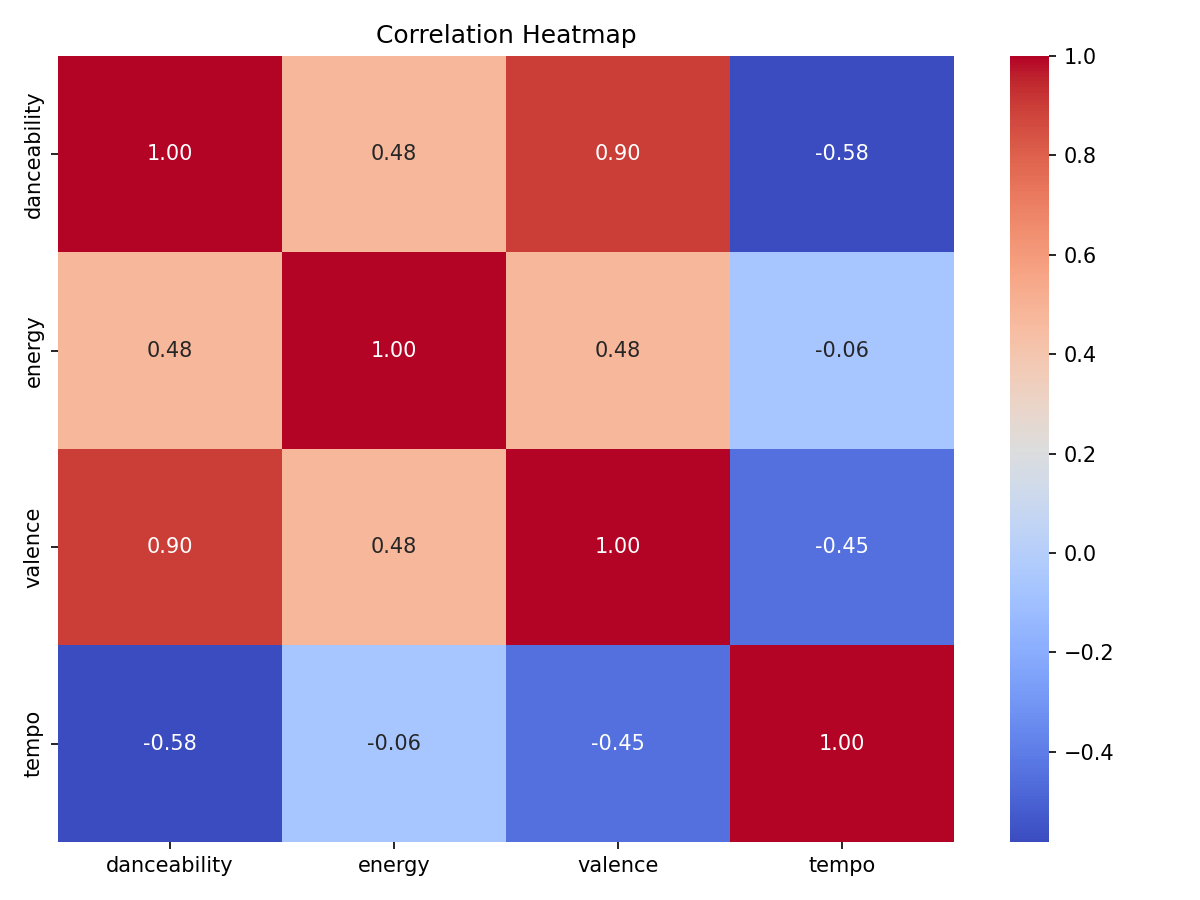 Correlation Heatmap
danceability 1.00 0.48 0.90 -0.58
energy 0.48 1.00 0.48 -0.06
valence 0.90 0.48 1.00 -0.45
tempo -0.58 -0.06 -0.45 1.00
danceability energy valence tempo
1.0
0.8
0.6
0.4
0.2
0.0
−0.2
−0.4